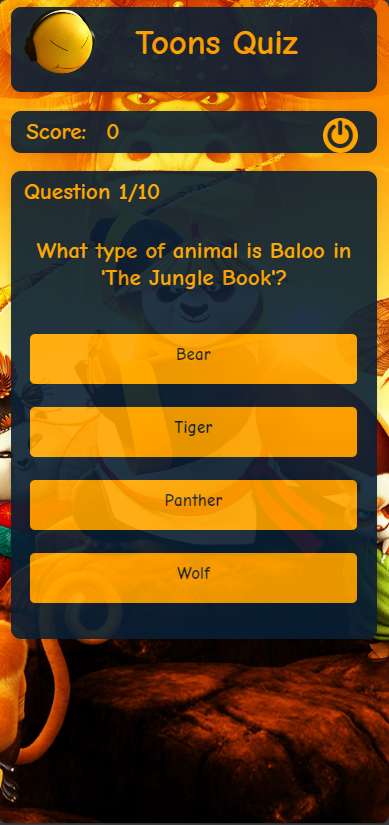 Toons Quiz
Score: 0
Question 1/10
What type of animal is Baloo in
'The Jungle Book'?
Bear
Tiger
Panther
Wolf